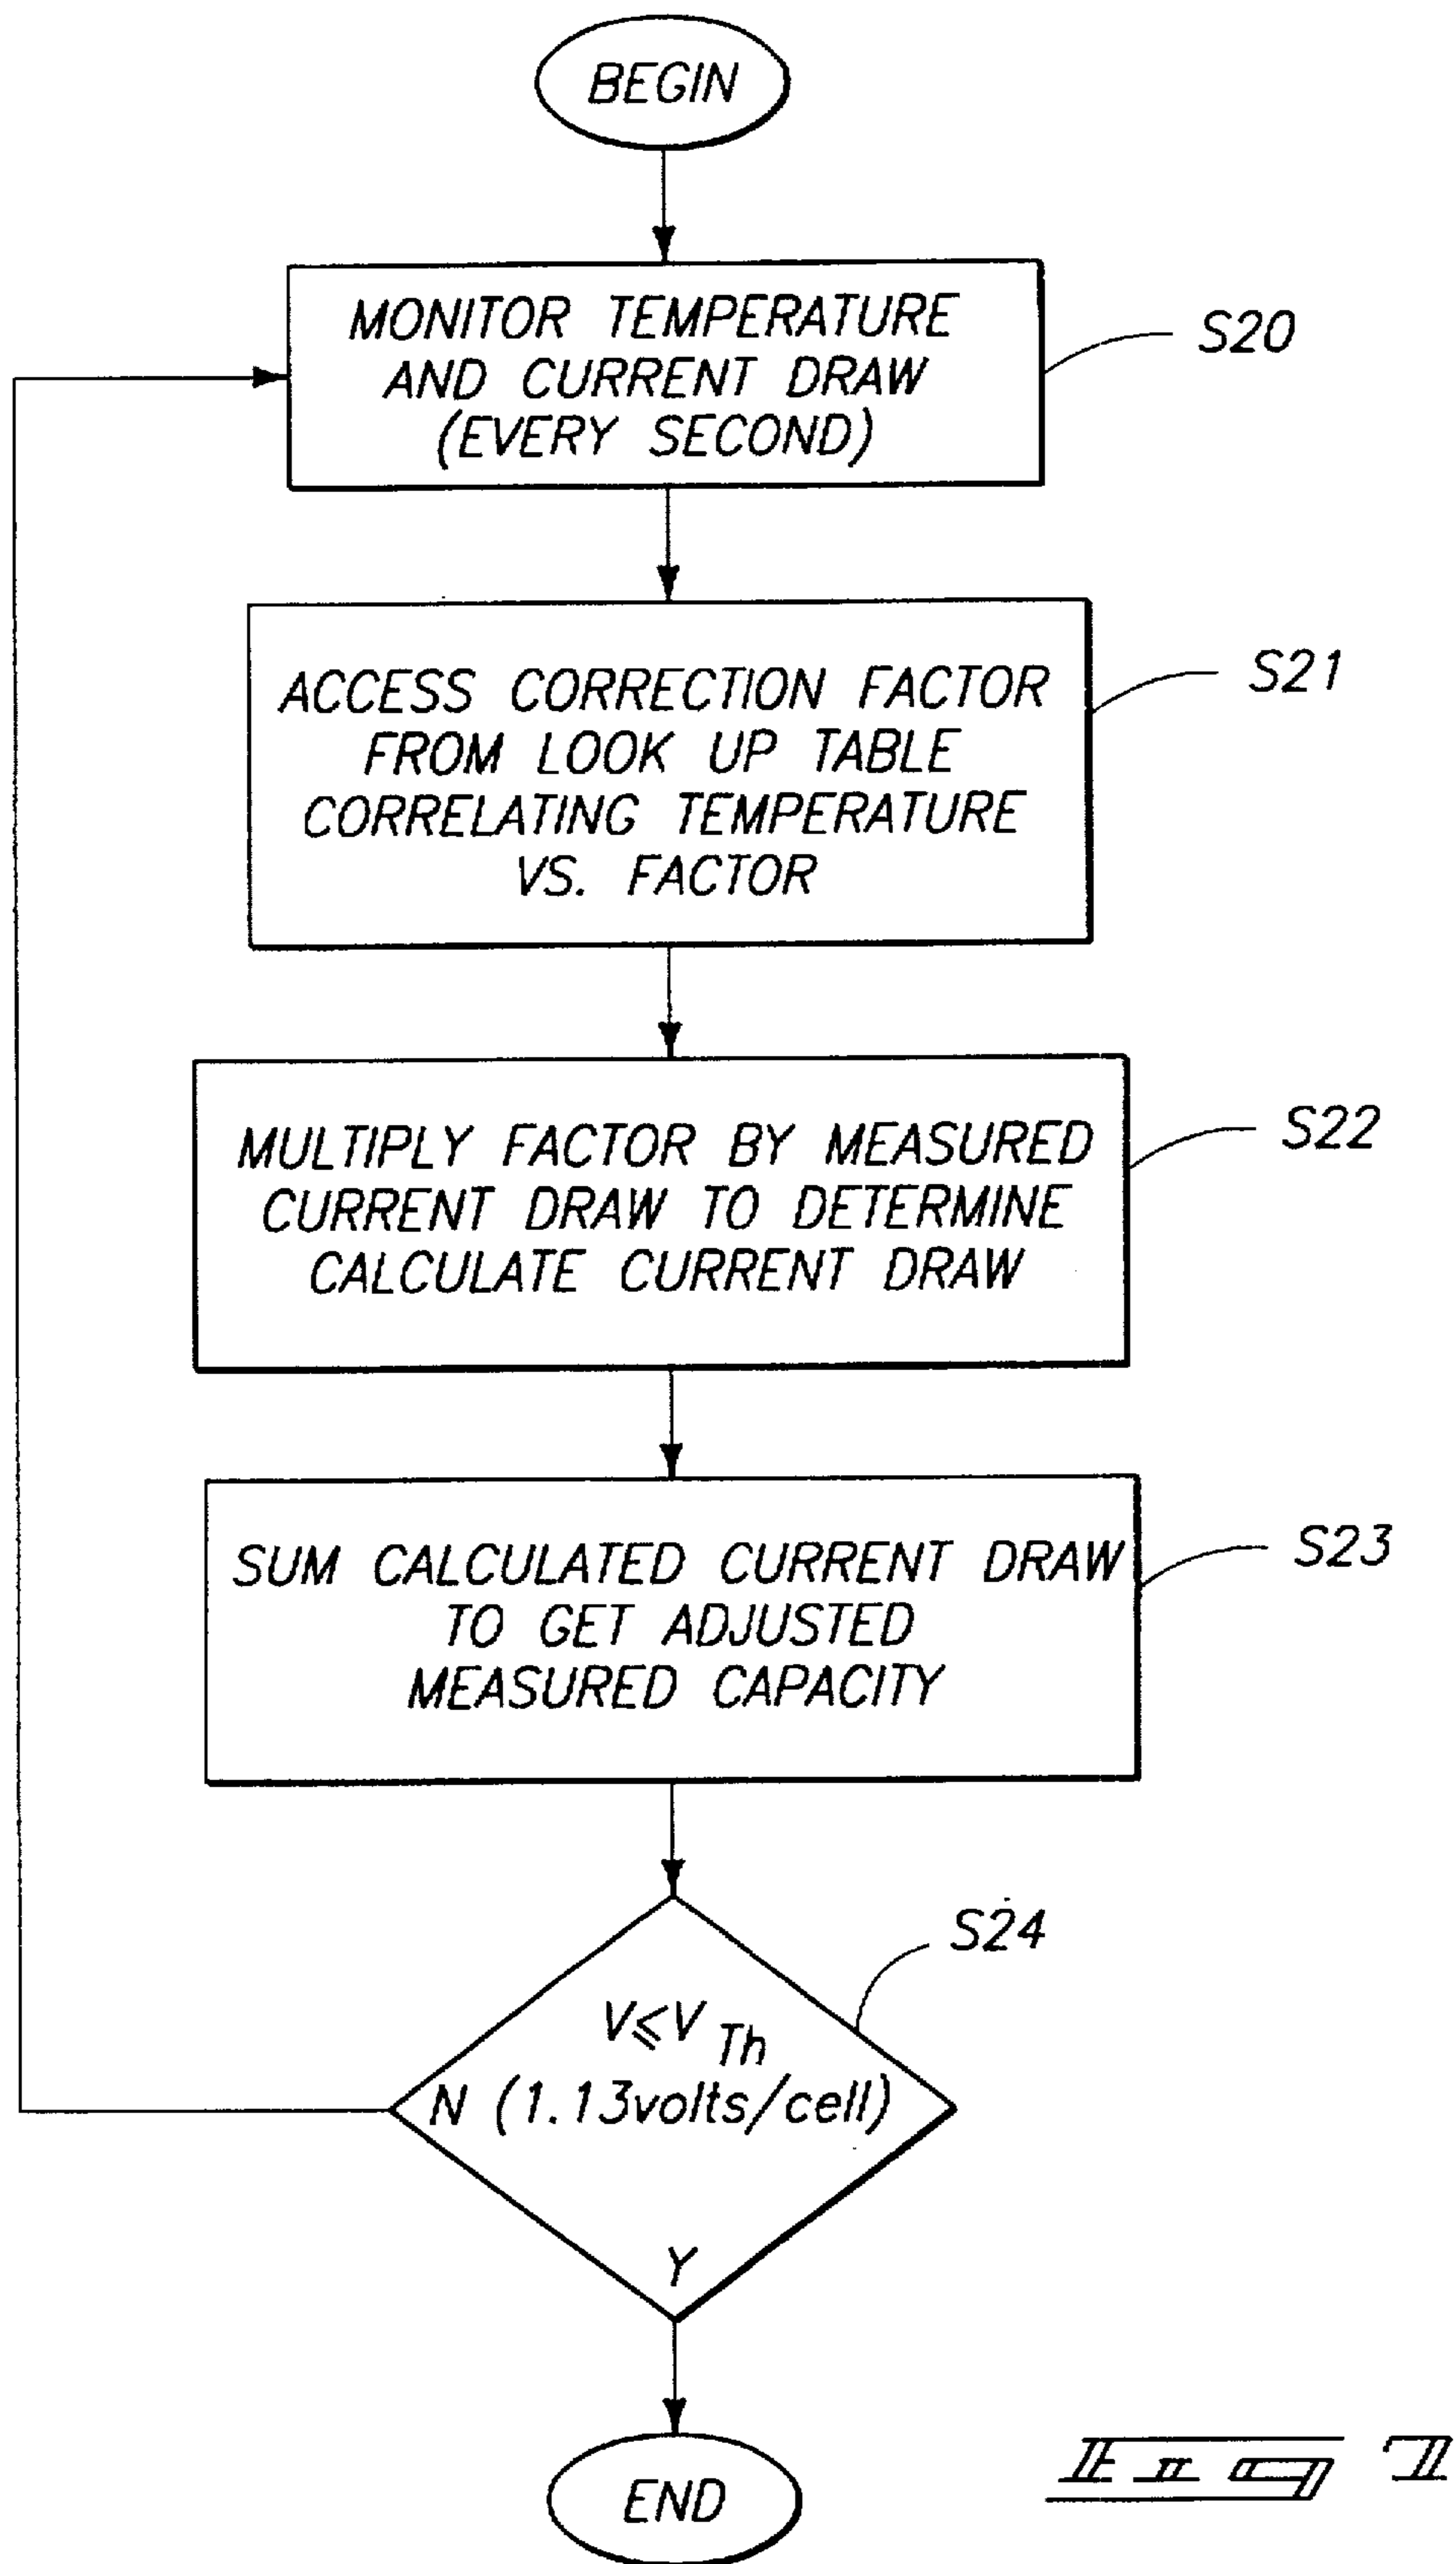 BEGIN
MONITOR TEMPERATURE
AND CURRENT DRAW
(EVERY SECOND)
S20
ACCESS CORRECTION FACTOR
FROM LOOK UP TABLE
CORRELATING TEMPERATURE
VS. FACTOR
S21
MULTIPLY FACTOR BY MEASURED
CURRENT DRAW TO DETERMINE
CALCULATE CURRENT DRAW
S22
SUM CALCULATED CURRENT DRAW
TO GET ADJUSTED
MEASURED CAPACITY
S23
S24
V≤V Th
N (1.13volts/cell)
Y
END
Fig 7